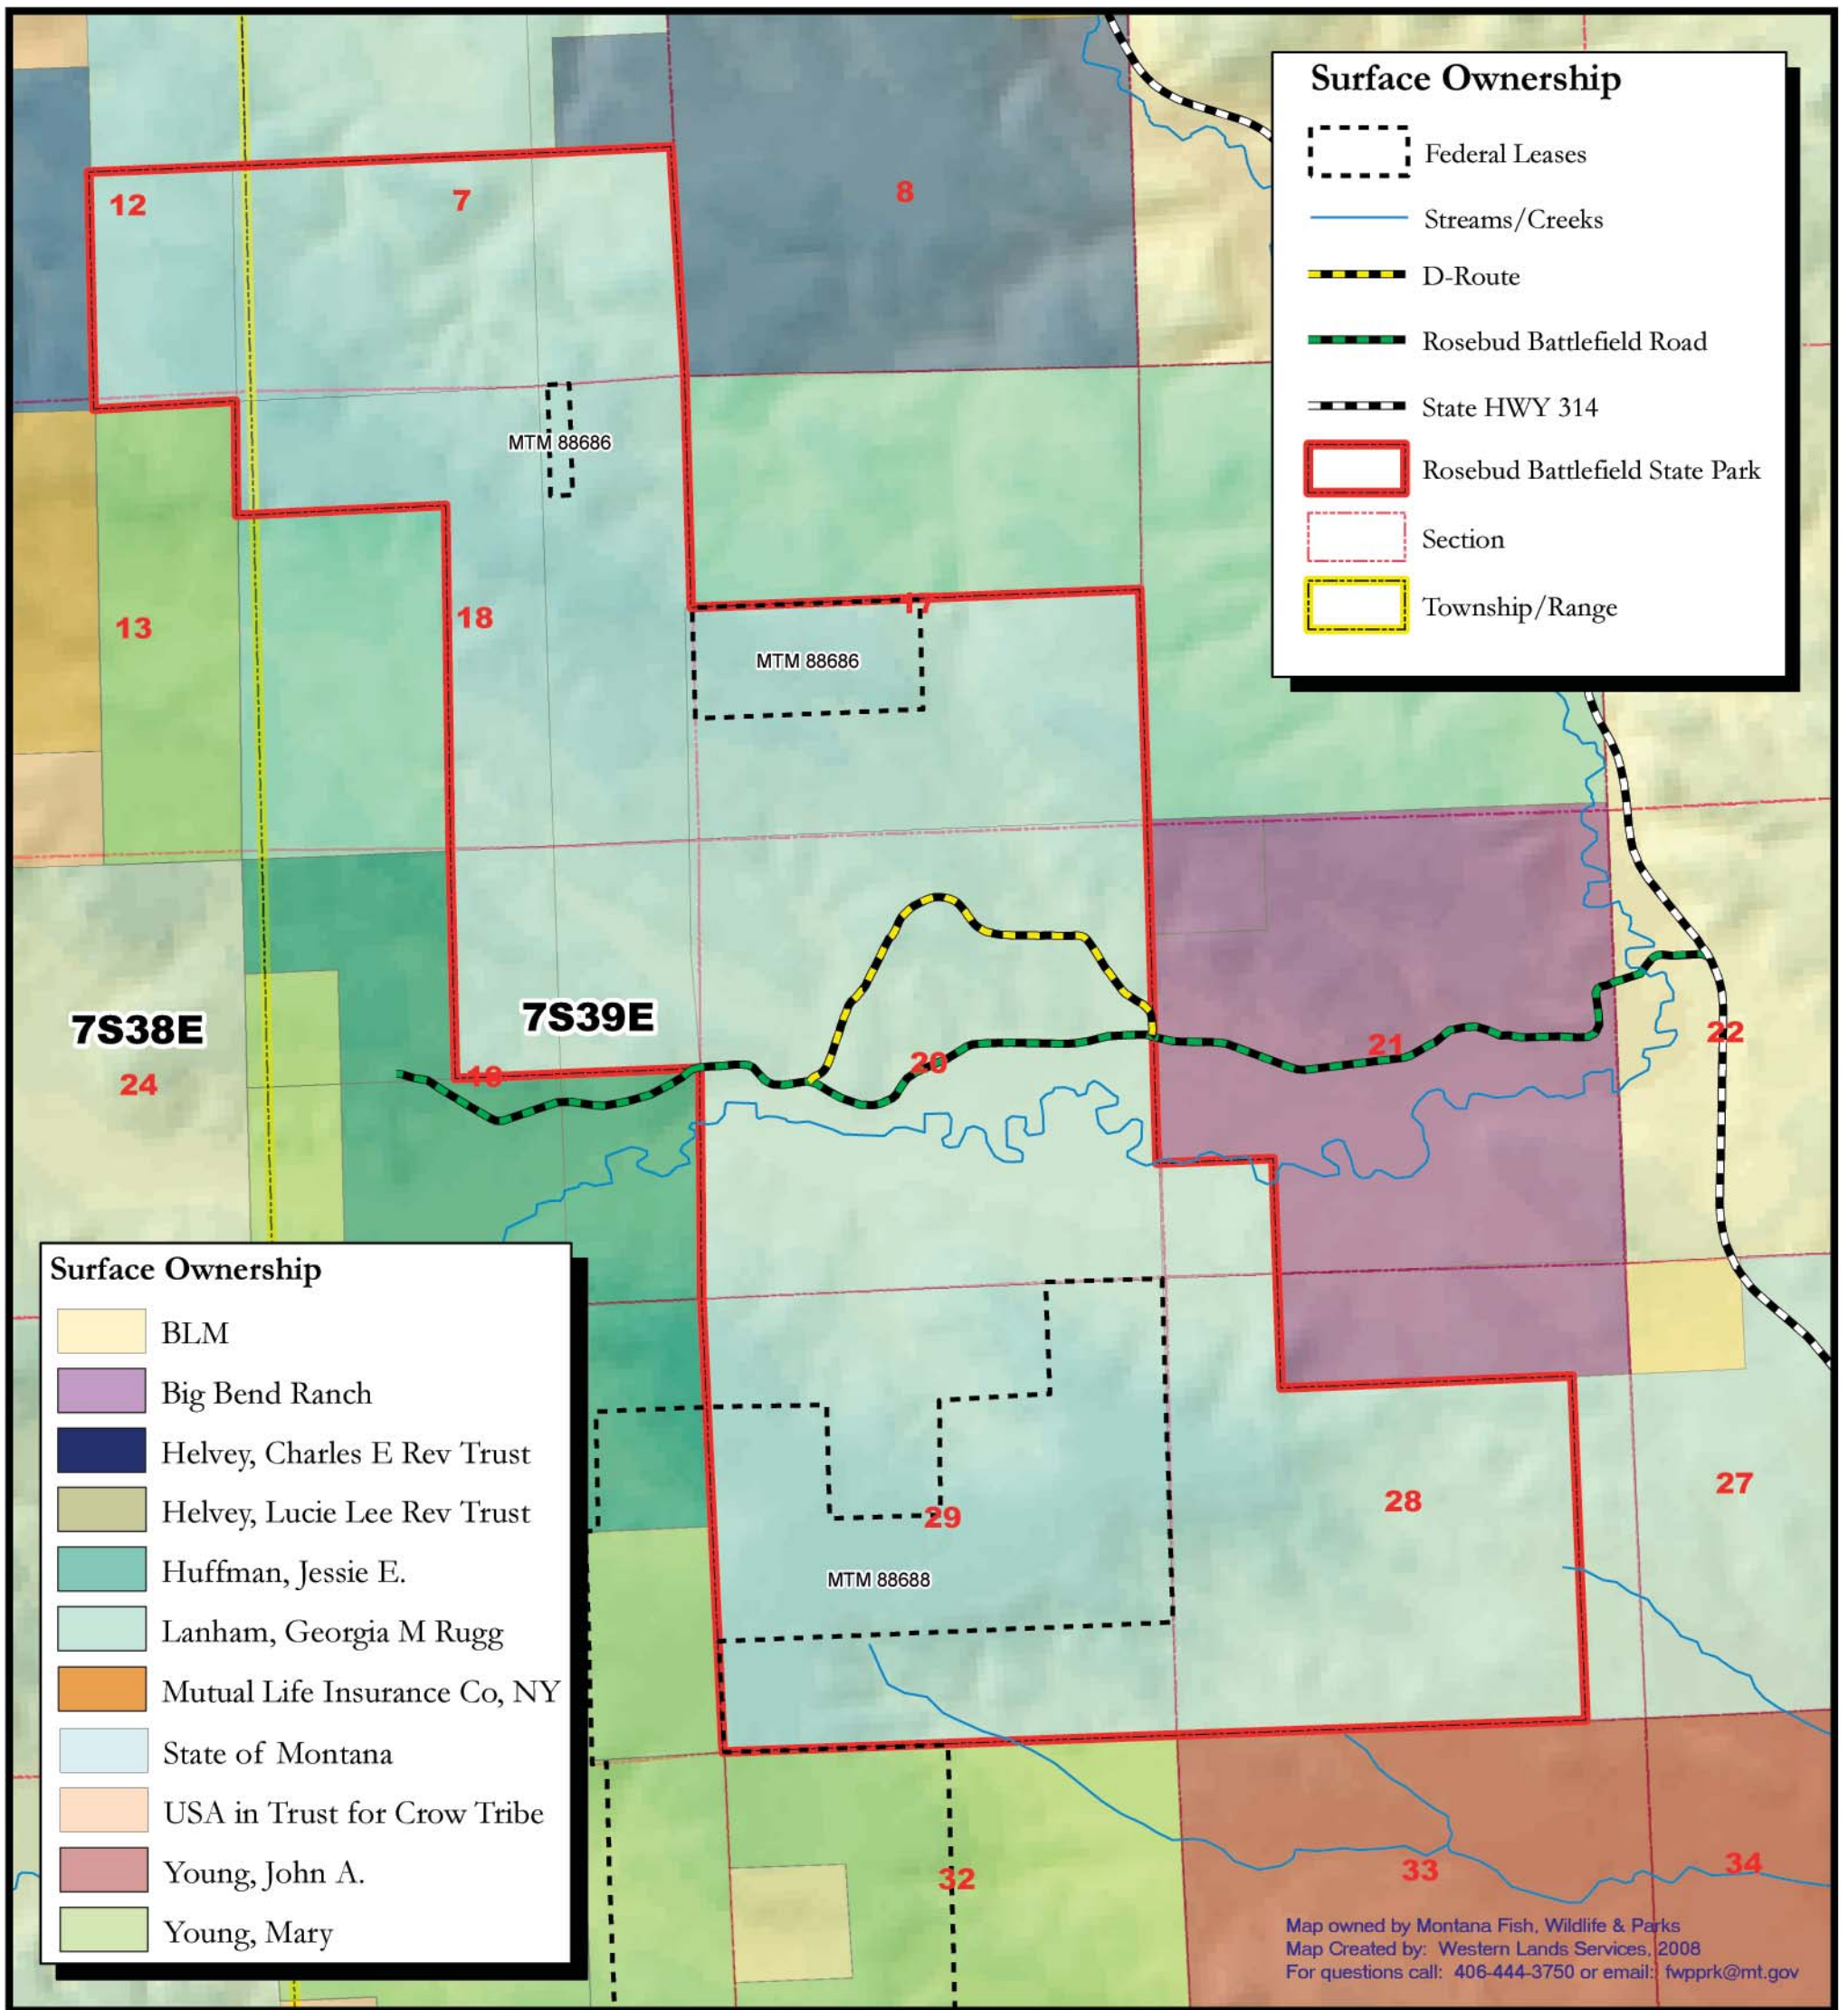 12
7
8
MTM 88686
13
18
17
MTM 88686
7S38E
24
7S39E
19
20
21
22
29
MTM 88688
28
27
32
33
34
Surface Ownership
Federal Leases
Streams/Creeks
D-Route
Rosebud Battlefield Road
State HWY 314
Rosebud Battlefield State Park
Section
Township/Range
Surface Ownership
BLM
Big Bend Ranch
Helvey, Charles E Rev Trust
Helvey, Lucie Lee Rev Trust
Huffman, Jessie E.
Lanham, Georgia M Rugg
Mutual Life Insurance Co, NY
State of Montana
USA in Trust for Crow Tribe
Young, John A.
Young, Mary
Map owned by Montana Fish, Wildlife & Parks
Map Created by: Western Lands Services, 2008
For questions call: 406-444-3750 or email: fwpprk@mt.gov